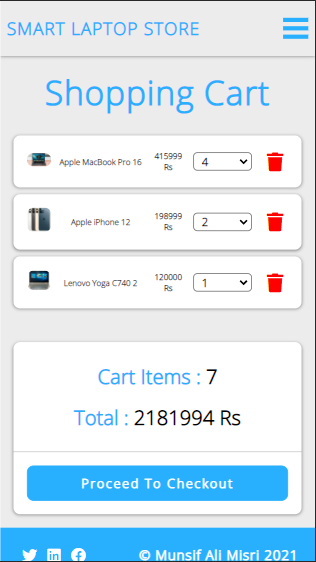 SMART LAPTOP STORE
Shopping Cart
Apple MacBook Pro 16 415999 Rs 4
Apple iPhone 12 198999 Rs 2
Lenovo Yoga C740 2 120000 Rs 1
Cart Items : 7
Total : 2181994 Rs
Proceed To Checkout
© Munsif Ali Misri 2021